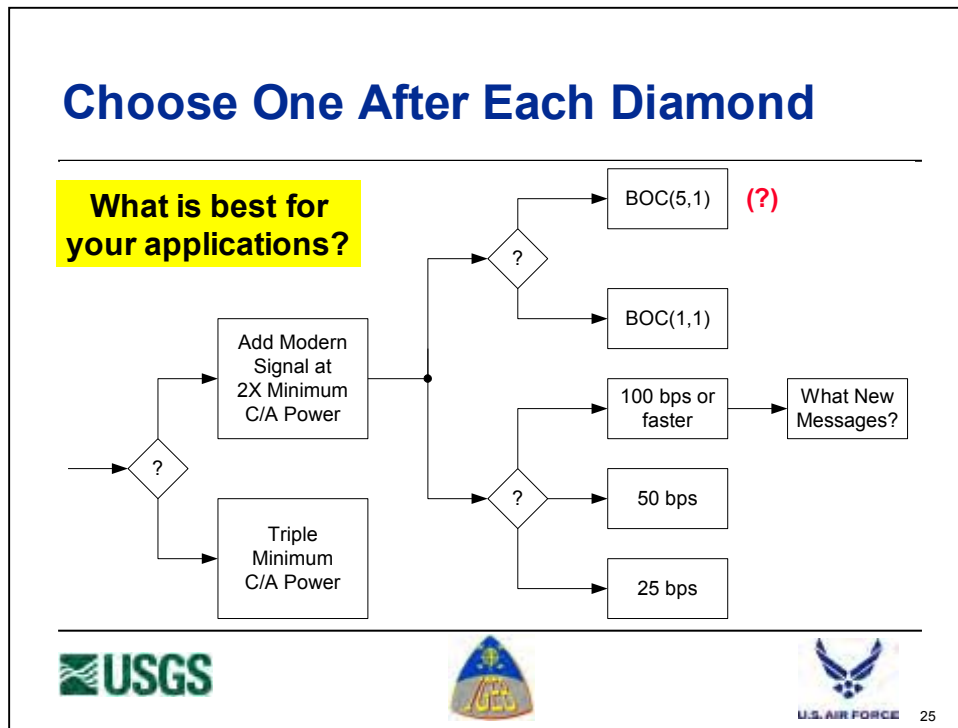 Choose One After Each Diamond
What is best for
your applications?
BOC(5,1)
(?)
?
BOC(1,1)
Add Modern
Signal at
2X Minimum
C/A Power
100 bps or
faster
What New
Messages?
?
?
50 bps
Triple
Minimum
C/A Power
25 bps
USGS
U.S. AIR FORCE
25